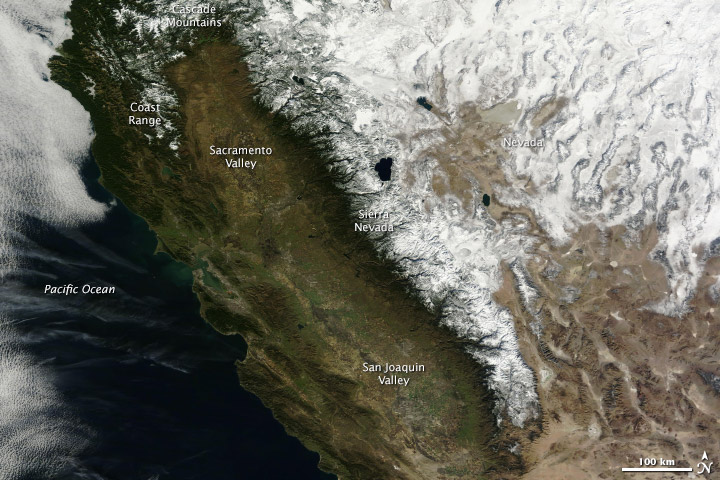 Cascade
Mountains
Coast
Range
Sacramento
Valley
Nevada
Sierra
Nevada
Pacific Ocean
San Joaquin
Valley
100 km
N